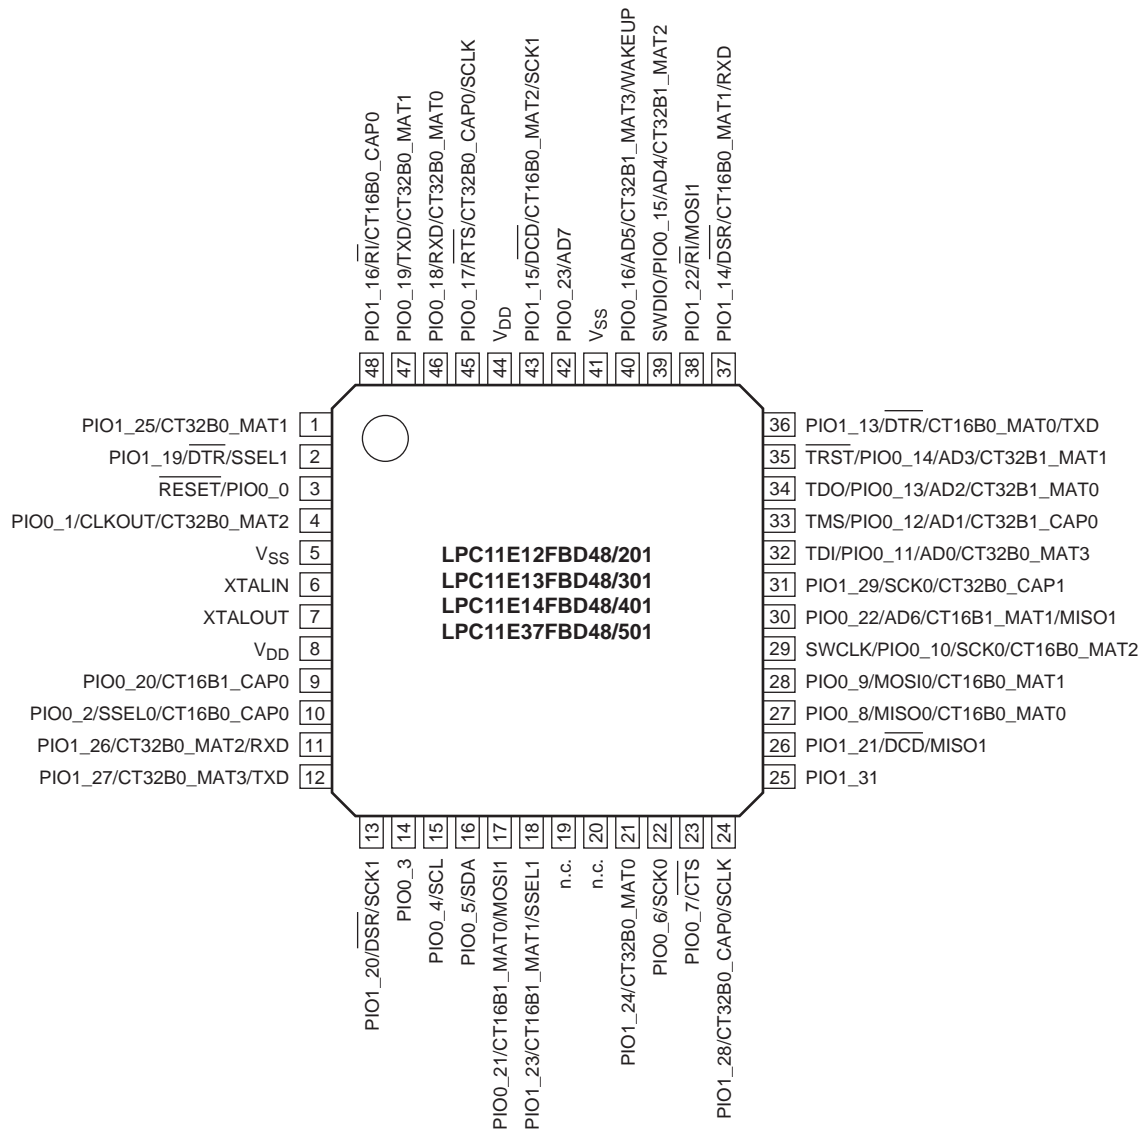 PIO1_16/RI/CT16B0_CAP0
PIO0_19/TXD/CT32B0_MAT1
PIO0_18/RXD/CT32B0_MAT0
PIO0_17/RTS/CT32B0_CAP0/SCLK
VDD
PIO1_15/DCD/CT16B0_MAT2/SCK1
PIO0_23/AD7
VSS
PIO0_16/AD5/CT32B1_MAT3/WAKEUP
SWDIO/PIO0_15/AD4/CT32B1_MAT2
PIO1_22/RI/MOSI1
PIO1_14/DSR/CT16B0_MAT1/RXD
48
47
46
45
44
43
42
41
40
39
38
37
PIO1_25/CT32B0_MAT1 1
PIO1_19/DTR/SSEL1 2
RESET/PIO0_0 3
PIO0_1/CLKOUT/CT32B0_MAT2 4
VSS 5
XTALIN 6
XTALOUT 7
VDD 8
PIO0_20/CT16B1_CAP0 9
PIO0_2/SSEL0/CT16B0_CAP0 10
PIO1_26/CT32B0_MAT2/RXD 11
PIO1_27/CT32B0_MAT3/TXD 12
LPC11E12FBD48/201
LPC11E13FBD48/301
LPC11E14FBD48/401
LPC11E37FBD48/501
36 PIO1_13/DTR/CT16B0_MAT0/TXD
35 TRST/PIO0_14/AD3/CT32B1_MAT1
34 TDO/PIO0_13/AD2/CT32B1_MAT0
33 TMS/PIO0_12/AD1/CT32B1_CAP0
32 TDI/PIO0_11/AD0/CT32B0_MAT3
31 PIO1_29/SCK0/CT32B0_CAP1
30 PIO0_22/AD6/CT16B1_MAT1/MISO1
29 SWCLK/PIO0_10/SCK0/CT16B0_MAT2
28 PIO0_9/MOSI0/CT16B0_MAT1
27 PIO0_8/MISO0/CT16B0_MAT0
26 PIO1_21/DCD/MISO1
25 PIO1_31
13
14
15
16
17
18
19
20
21
22
23
24
PIO1_20/DSR/SCK1
PIO0_3
PIO0_4/SCL
PIO0_5/SDA
PIO0_21/CT16B1_MAT0/MOSI1
PIO1_23/CT16B1_MAT1/SSEL1
n.c.
n.c.
PIO1_24/CT32B0_MAT0
PIO0_6/SCK0
PIO0_7/CTS
PIO1_28/CT32B0_CAP0/SCLK